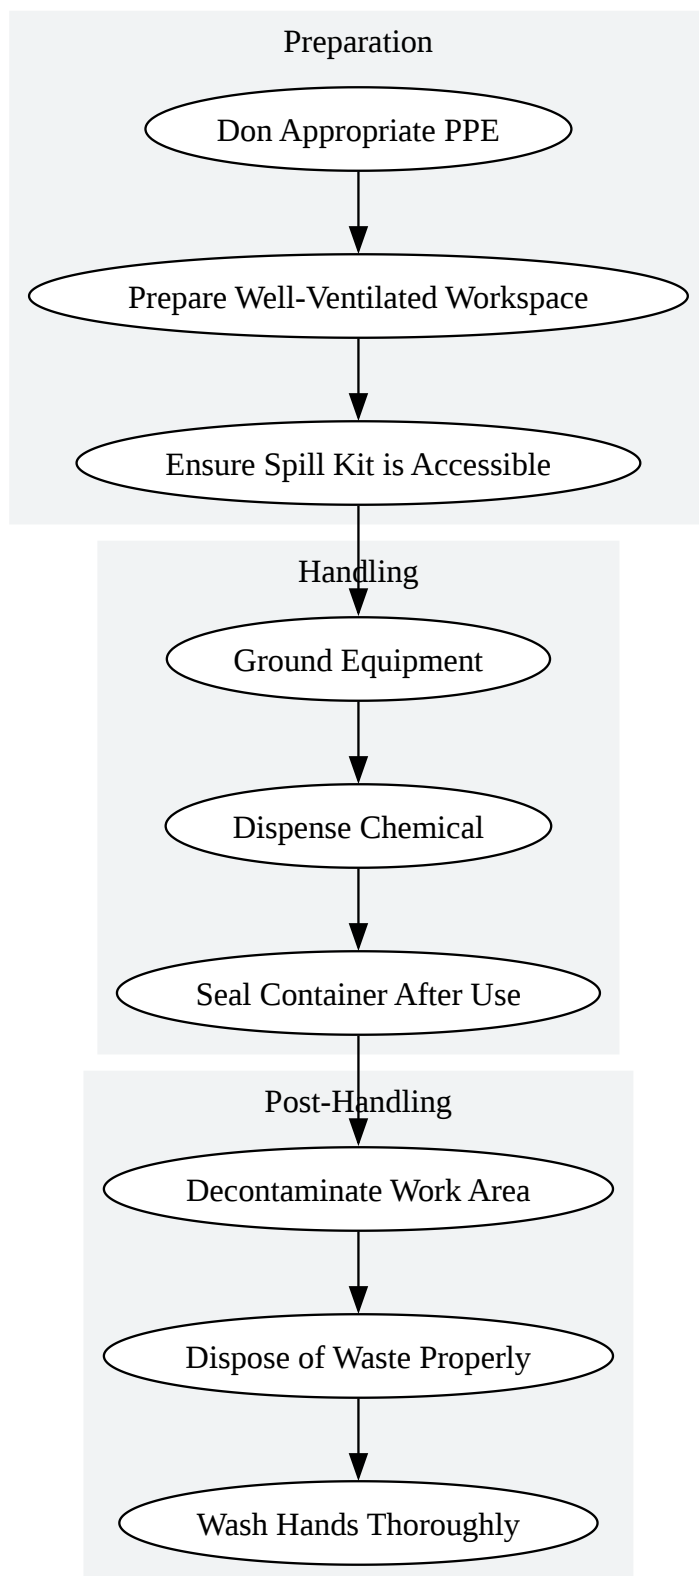 Preparation
Don Appropriate PPE
Prepare Well-Ventilated Workspace
Ensure Spill Kit is Accessible
Handling
Ground Equipment
Dispense Chemical
Seal Container After Use
Post-Handling
Decontaminate Work Area
Dispose of Waste Properly
Wash Hands Thoroughly